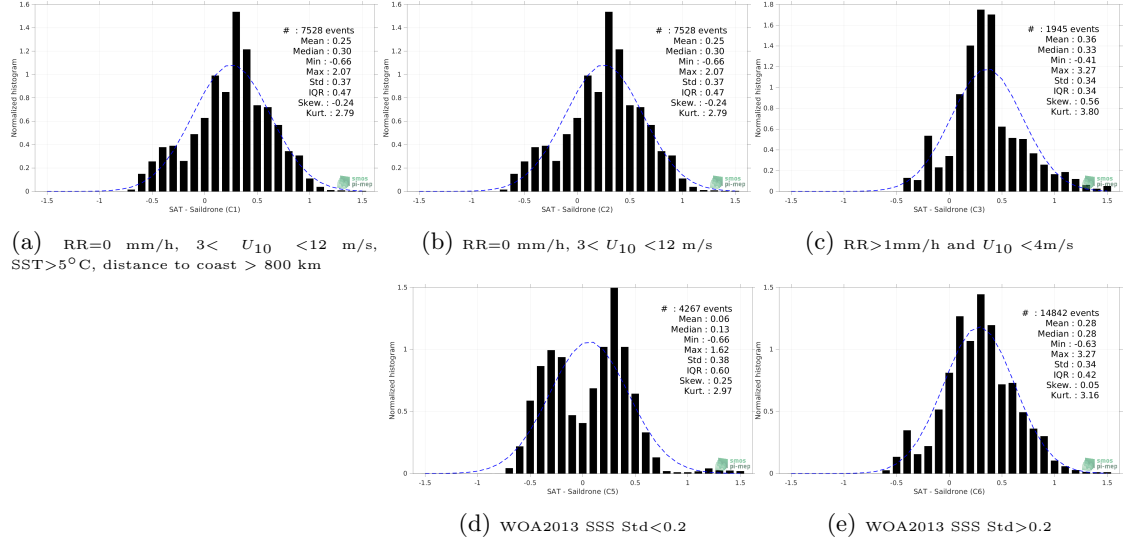 1.6
1.4
1.2
1
0.8
0.6
0.4
0.2
0
Normalized histogram
-1.5 -1 -0.5 0 0.5 1 1.5
SAT - Saildrone (C1)
# : 7528 events
Mean : 0.25
Median : 0.30
Min : -0.66
Max : 2.07
Std : 0.37
IQR : 0.47
Skew. : -0.24
Kurt. : 2.79
smos
pi-mep
(a) RR=0 mm/h, 3< U10 <12 m/s,
SST>5°C, distance to coast > 800 km
1.6
1.4
1.2
1
0.8
0.6
0.4
0.2
0
Normalized histogram
-1.5 -1 -0.5 0 0.5 1 1.5
SAT - Saildrone (C2)
# : 7528 events
Mean : 0.25
Median : 0.30
Min : -0.66
Max : 2.07
Std : 0.37
IQR : 0.47
Skew. : -0.24
Kurt. : 2.79
smos
pi-mep
(b) RR=0 mm/h, 3< U10 <12 m/s
1.8
1.6
1.4
1.2
1
0.8
0.6
0.4
0.2
0
Normalized histogram
-1.5 -1 -0.5 0 0.5 1 1.5
SAT - Saildrone (C3)
# : 1945 events
Mean : 0.36
Median : 0.33
Min : -0.41
Max : 3.27
Std : 0.34
IQR : 0.34
Skew. : 0.56
Kurt. : 3.80
smos
pi-mep
(c) RR>1mm/h and U10 <4m/s
1.5
1
0.5
0
Normalized histogram
-1.5 -1 -0.5 0 0.5 1 1.5
SAT - Saildrone (C5)
# : 4267 events
Mean : 0.06
Median : 0.13
Min : -0.66
Max : 1.62
Std : 0.38
IQR : 0.60
Skew. : 0.25
Kurt. : 2.97
smos
pi-mep
(d) WOA2013 SSS Std<0.2
1.5
1
0.5
0
Normalized histogram
-1.5 -1 -0.5 0 0.5 1 1.5
SAT - Saildrone (C6)
# : 14842 events
Mean : 0.28
Median : 0.28
Min : -0.63
Max : 3.27
Std : 0.34
IQR : 0.42
Skew. : 0.05
Kurt. : 3.16
smos
pi-mep
(e) WOA2013 SSS Std>0.2